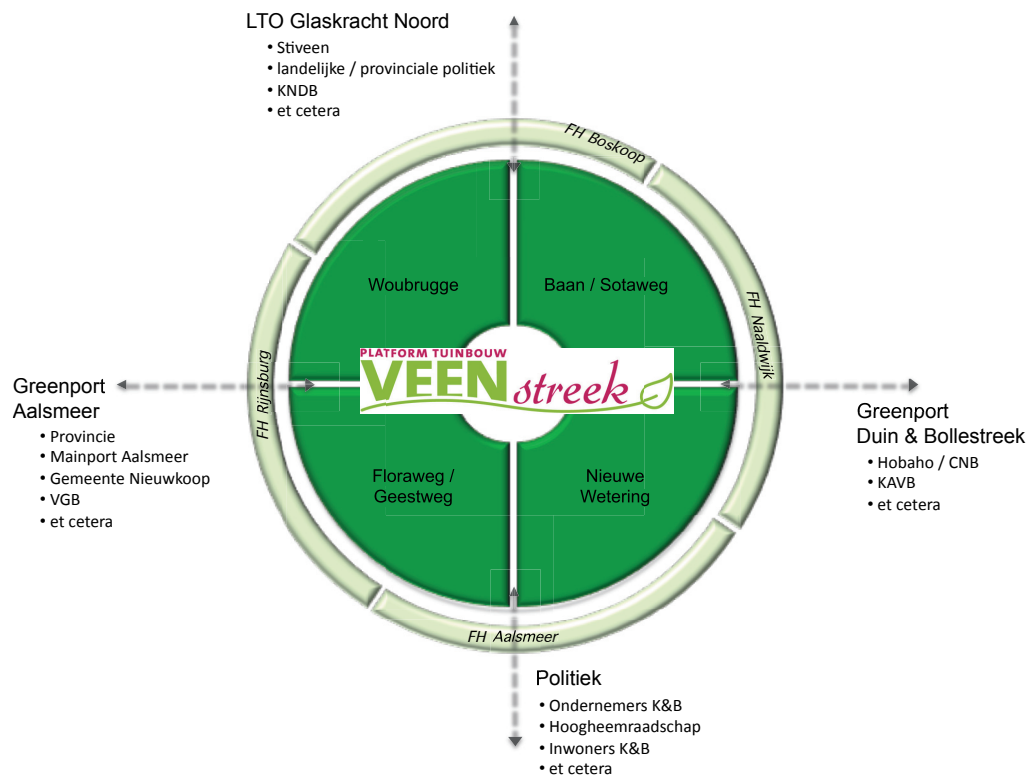 LTO Glaskracht Noord
• Stiveen
• landelijke / provinciale politiek
• KNDB
• et cetera
FH Boskoop
FH Naaldwijk
FH Rijnsburg
FH Aalsmeer
Woubrugge
Baan / Sotaweg
PLATFORM TUINBOUW
VEENstreek
Floraweg /
Geestweg
Nieuwe
Wetering
Greenport
Aalsmeer
• Provincie
• Mainport Aalsmeer
• Gemeente Nieuwkoop
• VGB
• et cetera
Greenport
Duin & Bollestreek
• Hobaho / CNB
• KAVB
• et cetera
Politiek
• Ondernemers K&B
• Hoogheemraadschap
• Inwoners K&B
• et cetera